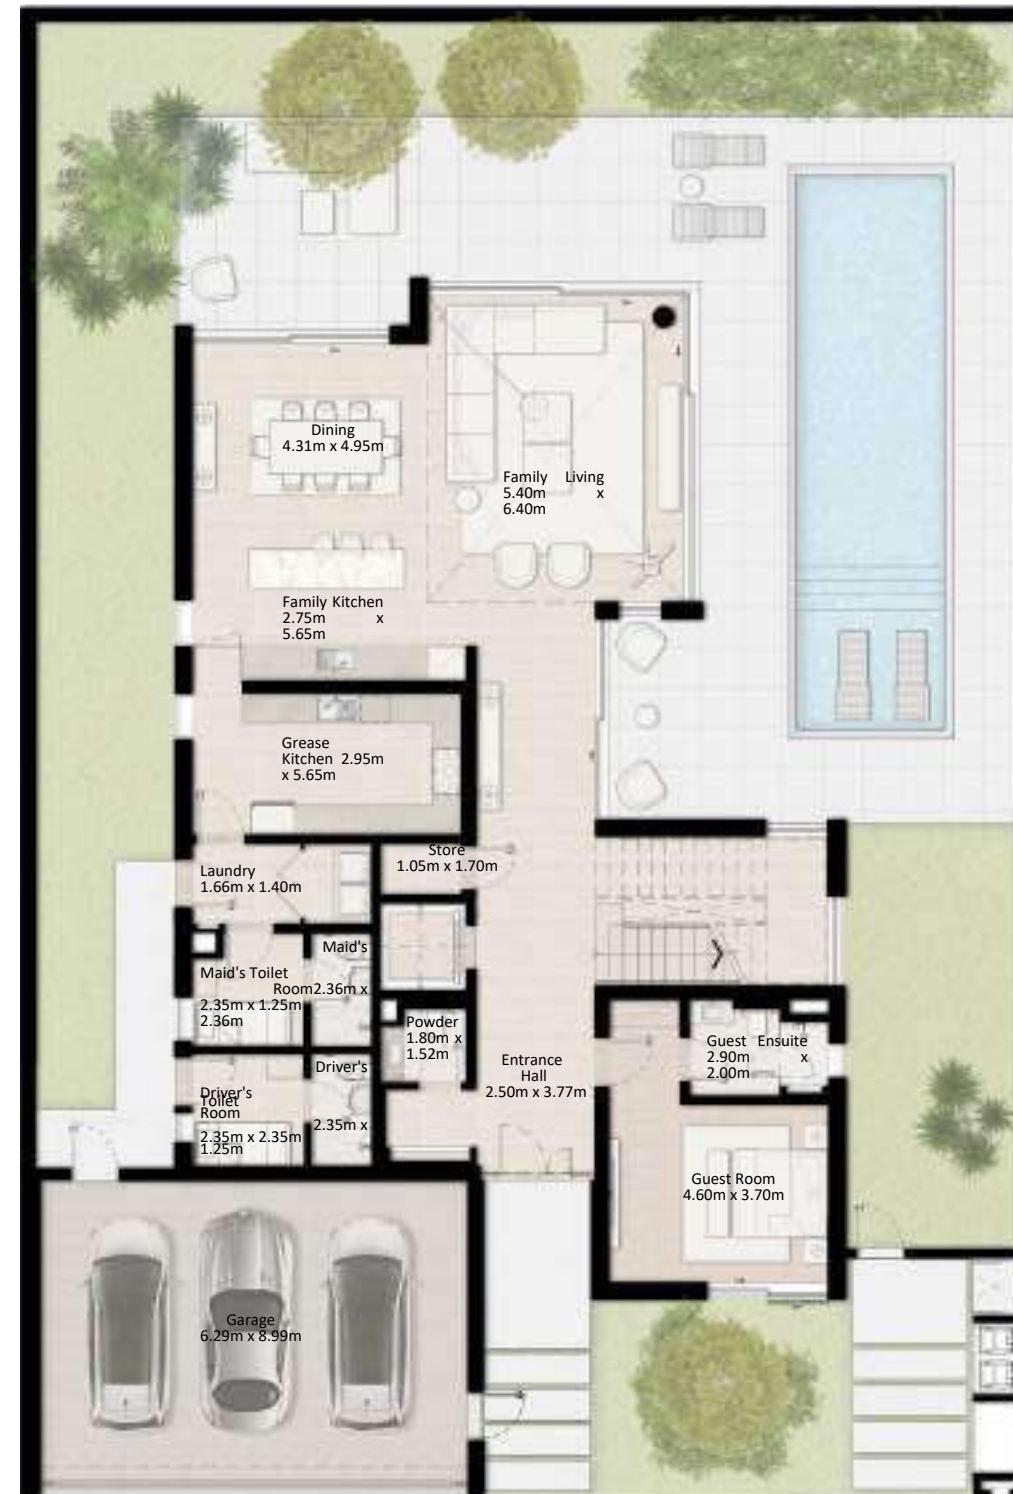 Dining
4.31m x 4.95m
Family Living
5.40m x
6.40m
Family Kitchen
2.75m x
5.65m
Grease
Kitchen 2.95m
x 5.65m
Store
1.05m x 1.70m
Laundry
1.66m x 1.40m
Maid's
Maid's Toilet
Room2.36m x
2.35m x 1.25m
2.36m
Powder
1.80m x
1.52m
Guest Ensuite
2.90m x
2.00m
Entrance
Hall
2.50m x 3.77m
Driver's
Driver's
Toilet
Room
2.35m x
2.35m x 2.35m
1.25m
Guest Room
4.60m x 3.70m
Garage
6.29m x 8.99m